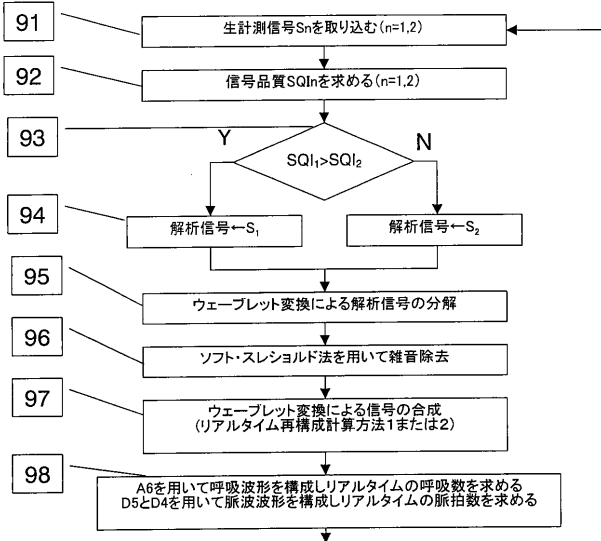 91
生計測信号Snを取り込む(n=1,2)
92
信号品質SQInを求める(n=1,2)
93
Y
N
SQI₁>SQI₂
94
解析信号←S₁
解析信号←S₂
95
ウェーブレット変換による解析信号の分解
96
ソフト・スレショルド法を用いて雑音除去
97
ウェーブレット変換による信号の合成
(リアルタイム再構成計算方法1または2)
98
A6を用いて呼吸波形を構成しリアルタイムの呼吸数を求める
D5とD4を用いて脈波波形を構成しリアルタイムの脈拍数を求める